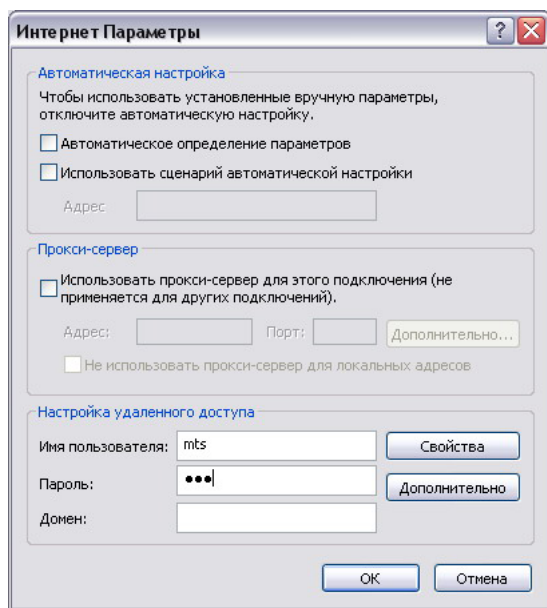 Интернет Параметры
Автоматическая настройка
Чтобы использовать установленные вручную параметры,
отключите автоматическую настройку.
Автоматическое определение параметров
Использовать сценарий автоматической настройки
Адрес
Прокси-сервер
Использовать прокси-сервер для этого подключения (не
применяется для других подключений).
Адрес: Порт: Дополнительно...
Не использовать прокси-сервер для локальных адресов
Настройка удаленного доступа
Имя пользователя: mts Свойства
Пароль: ••• Дополнительно
Домен:
ОК Отмена